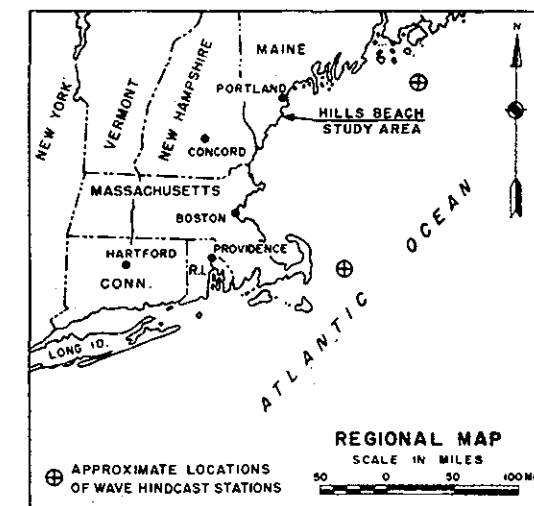 N
MAINE
PORTLAND
HILLS BEACH
STUDY AREA
NEW YORK
VERMONT
NEW HAMPSHIRE
CONCORD
MASSACHUSETTS
BOSTON
HARTFORD
PROVIDENCE
CONN.
R.I.
LONG ID.
ATLANTIC OCEAN
REGIONAL MAP
SCALE IN MILES
50 0 50 100 MI.
APPROXIMATE LOCATIONS
OF WAVE HINDCAST STATIONS